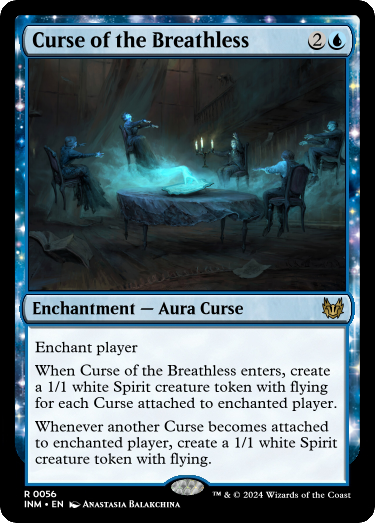 Curse of the Breathless 2
Enchantment — Aura Curse
Enchant player
When Curse of the Breathless enters, create
a 1/1 white Spirit creature token with flying
for each Curse attached to enchanted player.
Whenever another Curse becomes attached
to enchanted player, create a 1/1 white Spirit
creature token with flying.
R 0056
INM • EN Anastasia Balakchina
™ & © 2024 Wizards of the Coast